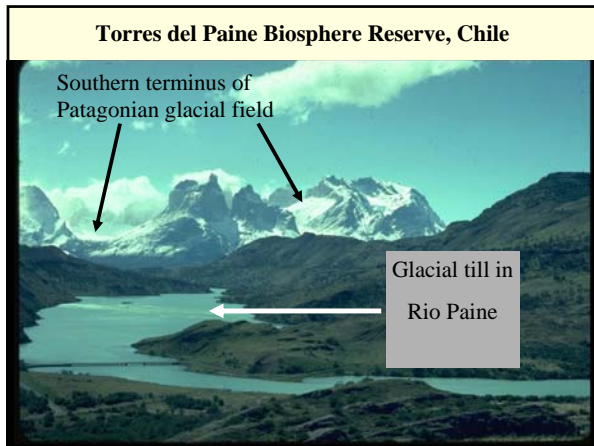 Torres del Paine Biosphere Reserve, Chile
Southern terminus of
Patagonian glacial field
Glacial till in
Rio Paine